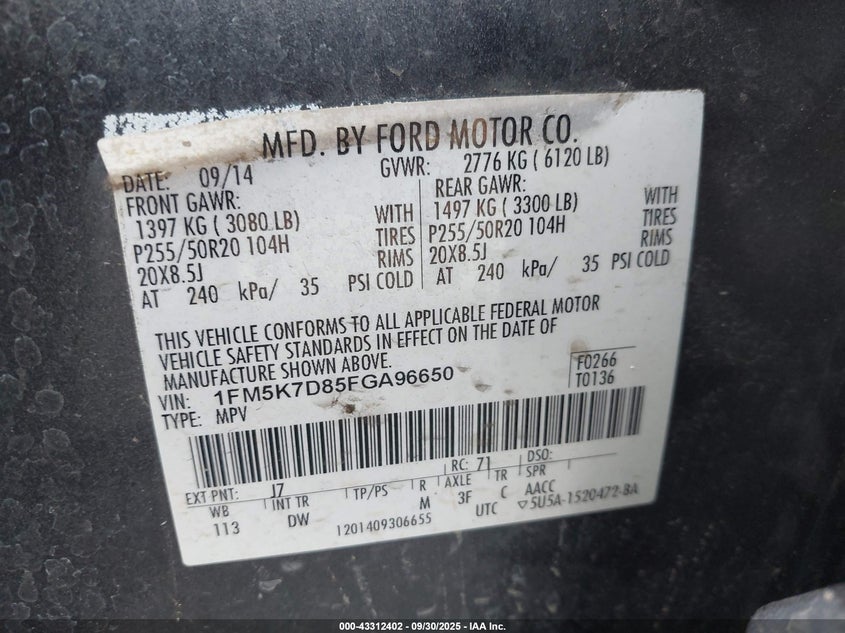 MFD. BY FORD MOTOR CO.
DATE: 09/14 GVWR: 2776 KG ( 6120 LB)
FRONT GAWR: REAR GAWR:
1397 KG ( 3080 LB) WITH 1497 KG ( 3300 LB) WITH
P255/50R20 104H TIRES P255/50R20 104H TIRES
20X8.5J RIMS 20X8.5J RIMS
AT 240 kPa/ 35 PSI COLD AT 240 kPa/ 35 PSI COLD
THIS VEHICLE CONFORMS TO ALL APPLICABLE FEDERAL MOTOR
VEHICLE SAFETY STANDARDS IN EFFECT ON THE DATE OF
MANUFACTURE SHOWN ABOVE.
F0266
VIN: 1FM5K7D85FGA96650
T0136
TYPE: MPV
EXT PNT: J7 RC: 71 DSO:
WB INT TR TP/PS R AXLE TR SPR
113 DW M 3F C AACC
1201409306655 UTC ▽5U5A-1520472-BA
000-43312402 - 09/30/2025 - IAA Inc.